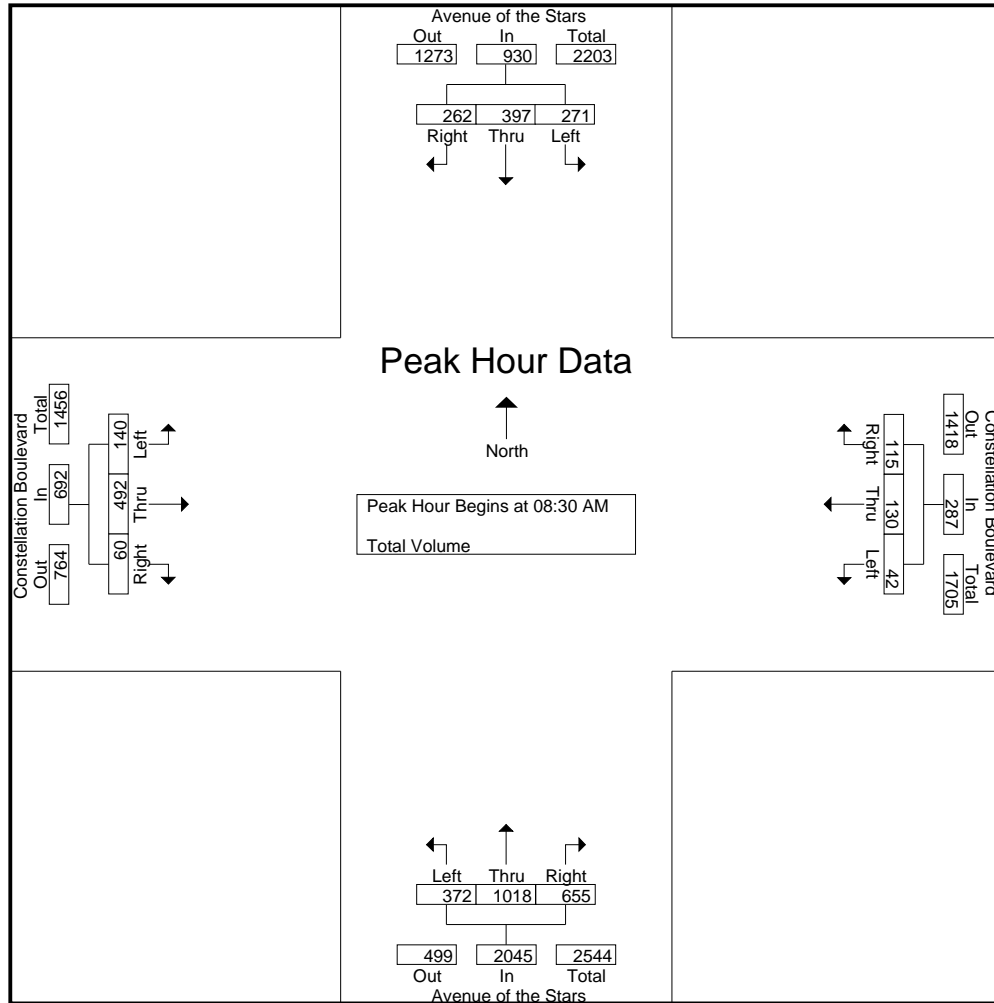 Avenue of the Stars
Out In Total
1273 930 2203
262 397 271
Right Thru Left
Peak Hour Data
North
Peak Hour Begins at 08:30 AM
Total Volume
Constellation Boulevard
Out In Total
764 692 1456
60 492 140
Right Thru Left
Constellation Boulevard
Out In Total
1418 287 1705
115 130 42
Right Thru Left
Left Thru Right
372 1018 655
499 2045 2544
Out In Total
Avenue of the Stars